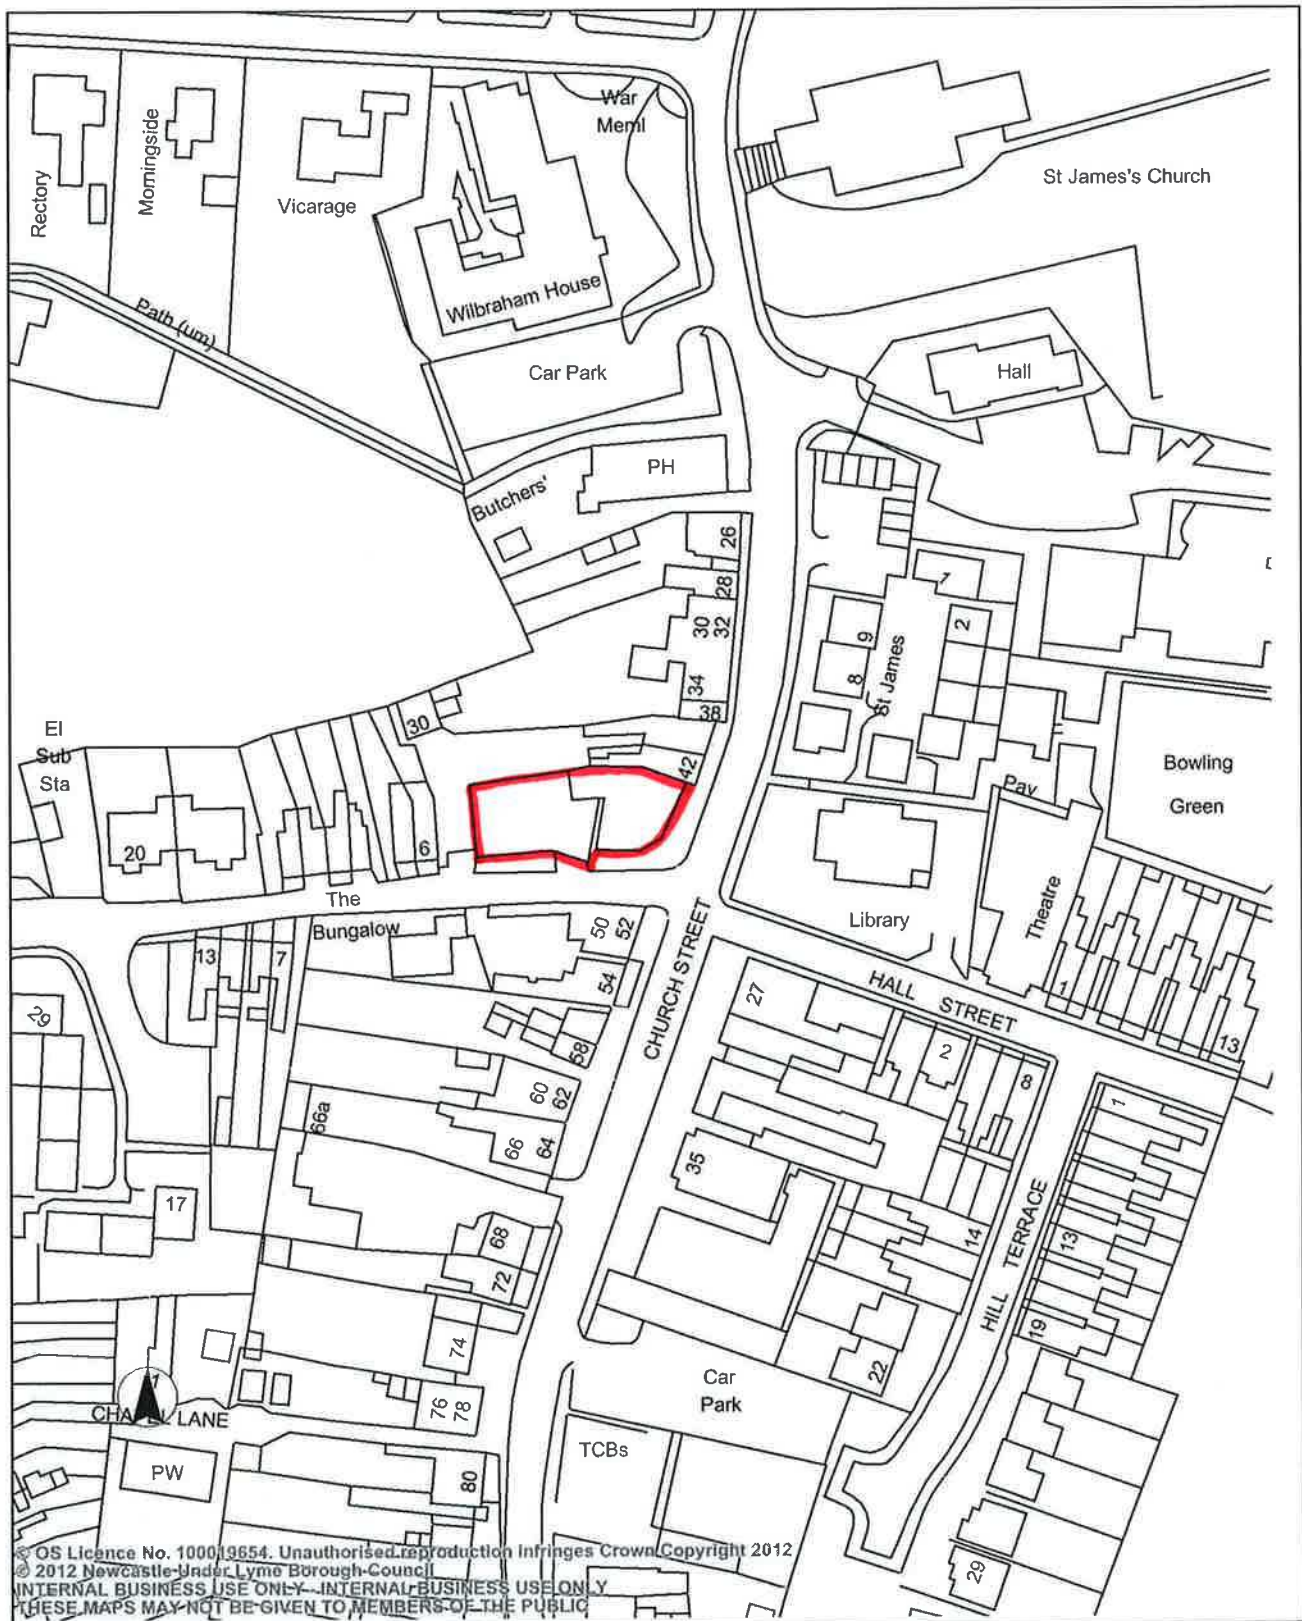 War
Meml
St James's Church
Rectory
Morningside
Vicarage
Wilbraham House
Path (um)
Car Park
Hall
PH
Butchers'
26
28
30
32
34
38
42
1
2
9
8
St James
El
Sub
Sta
30
20
6
Bowling
Green
Pav
The
Bungalow
Library
Theatre
50
52
54
58
60
62
66
64
66a
68
72
74
76
78
80
13
7
29
17
CHURCH STREET
HALL STREET
27
2
8
1
13
1
35
14
13
19
22
29
HILL TERRACE
Car
Park
TCBs
1
CHAPEL LANE
PW
© OS Licence No. 100019654. Unauthorised reproduction infringes Crown Copyright 2012
© 2012 Newcastle Under Lyme Borough Council
INTERNAL BUSINESS USE ONLY - INTERNAL BUSINESS USE ONLY
THESE MAPS MAY NOT BE GIVEN TO MEMBERS OF THE PUBLIC